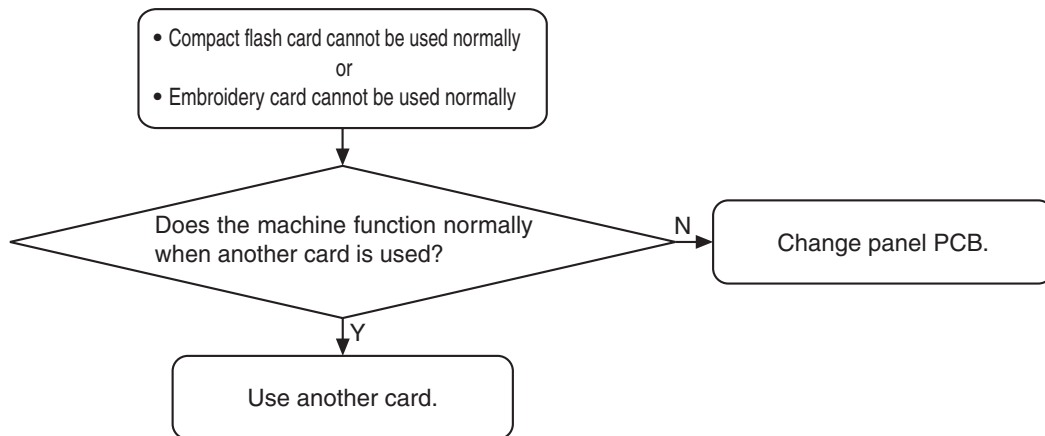 • Compact flash card cannot be used normally
or
• Embroidery card cannot be used normally
Does the machine function normally
when another card is used?
N
Change panel PCB.
Y
Use another card.